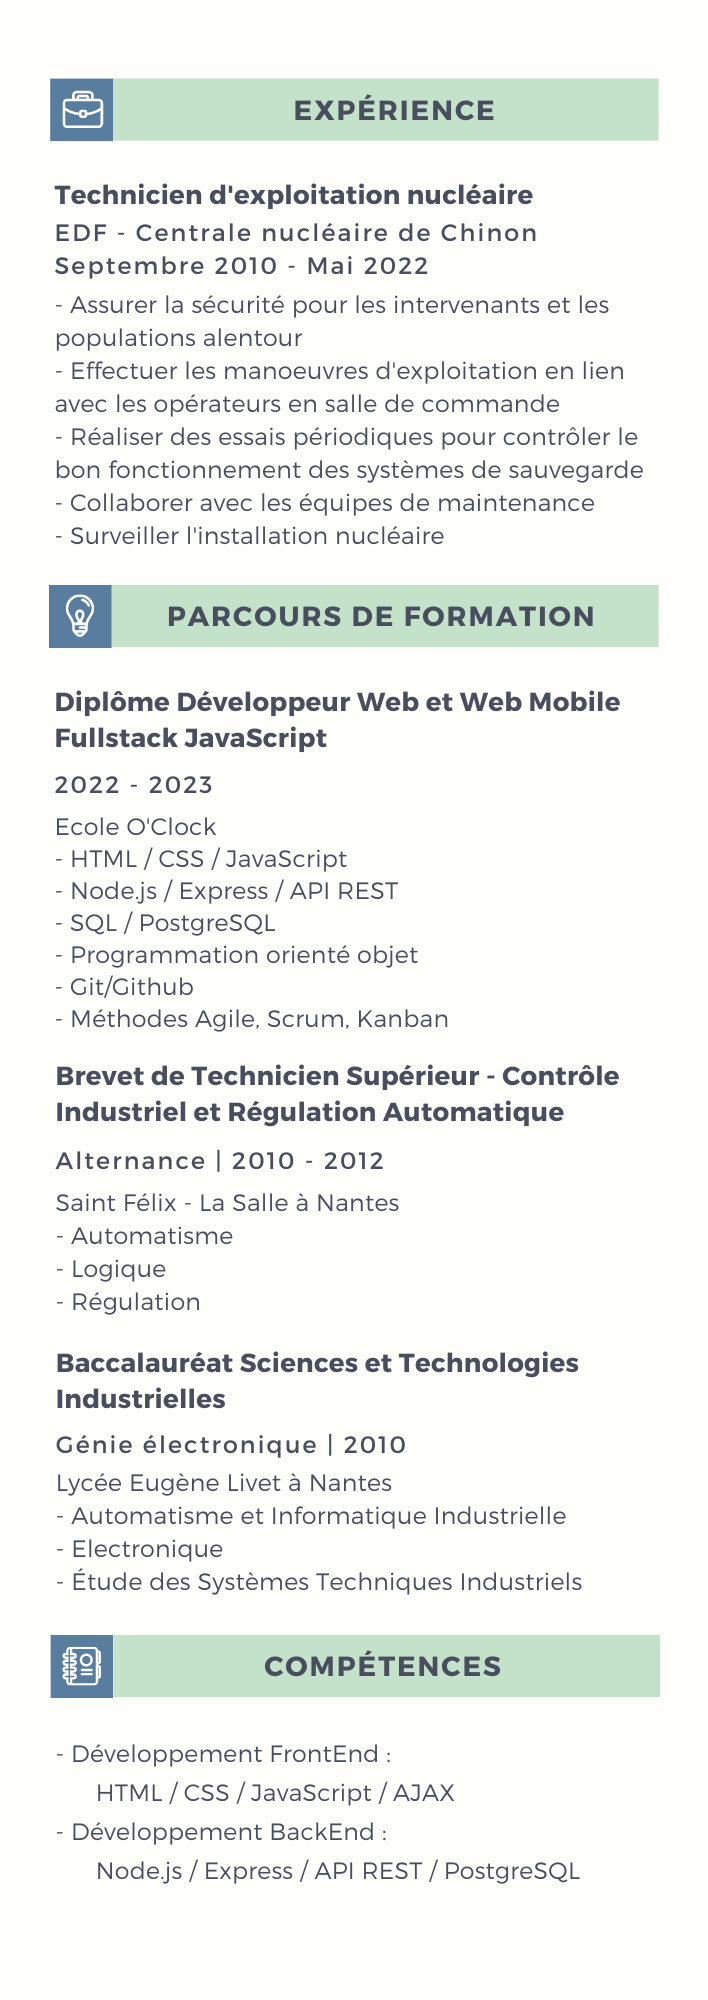 EXPÉRIENCE
Technicien d'exploitation nucléaire
EDF - Centrale nucléaire de Chinon
Septembre 2010 - Mai 2022
- Assurer la sécurité pour les intervenants et les
populations alentour
- Effectuer les manoeuvres d'exploitation en lien
avec les opérateurs en salle de commande
- Réaliser des essais périodiques pour contrôler le
bon fonctionnement des systèmes de sauvegarde
- Collaborer avec les équipes de maintenance
- Surveiller l'installation nucléaire
PARCOURS DE FORMATION
Diplôme Développeur Web et Web Mobile
Fullstack JavaScript
2022 - 2023
Ecole O'Clock
- HTML / CSS / JavaScript
- Node.js / Express / API REST
- SQL / PostgreSQL
- Programmation orienté objet
- Git/Github
- Méthodes Agile, Scrum, Kanban
Brevet de Technicien Supérieur - Contrôle
Industriel et Régulation Automatique
Alternance | 2010 - 2012
Saint Félix - La Salle à Nantes
- Automatisme
- Logique
- Régulation
Baccalauréat Sciences et Technologies
Industrielles
Génie électronique | 2010
Lycée Eugène Livet à Nantes
- Automatisme et Informatique Industrielle
- Electronique
- Étude des Systèmes Techniques Industriels
COMPÉTENCES
- Développement FrontEnd :
HTML / CSS / JavaScript / AJAX
- Développement BackEnd :
Node.js / Express / API REST / PostgreSQL